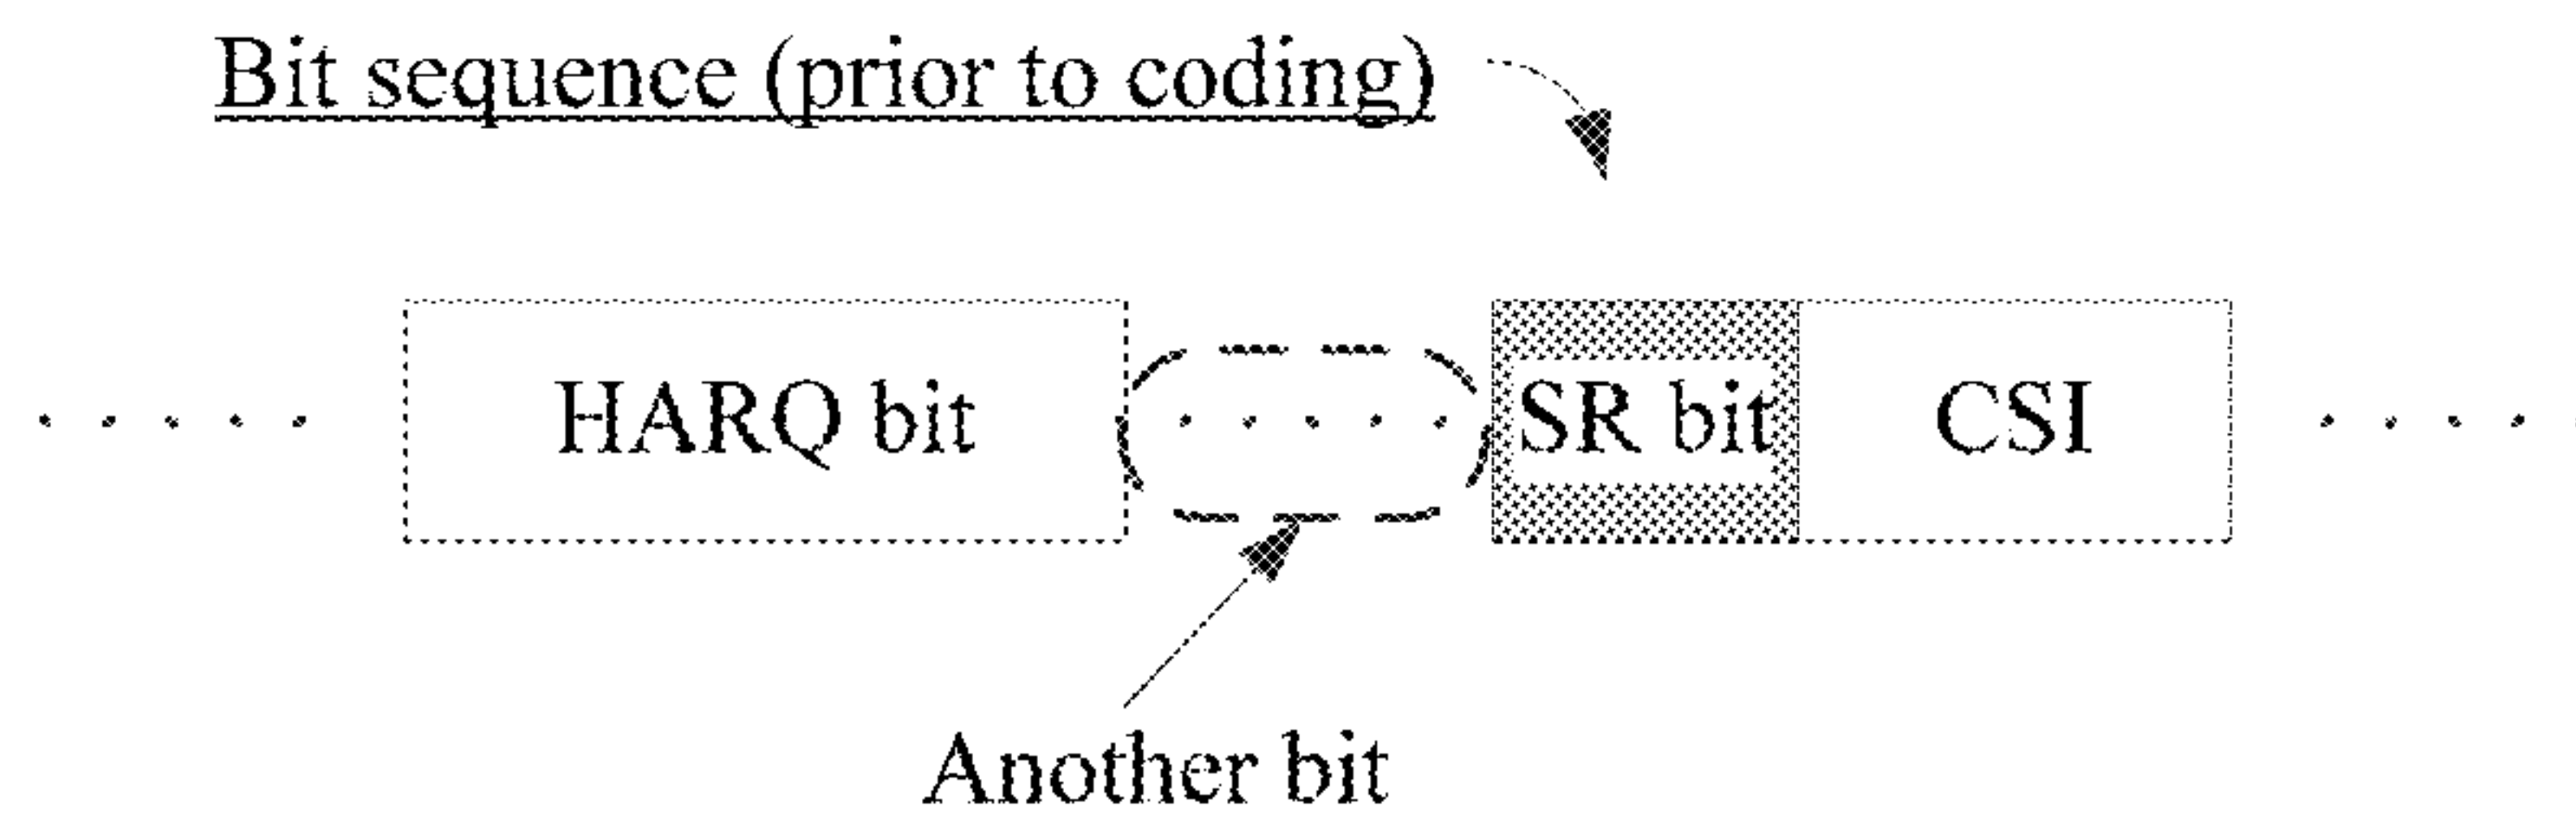 Bit sequence (prior to coding)
HARQ bit
SR bit
CSI
Another bit